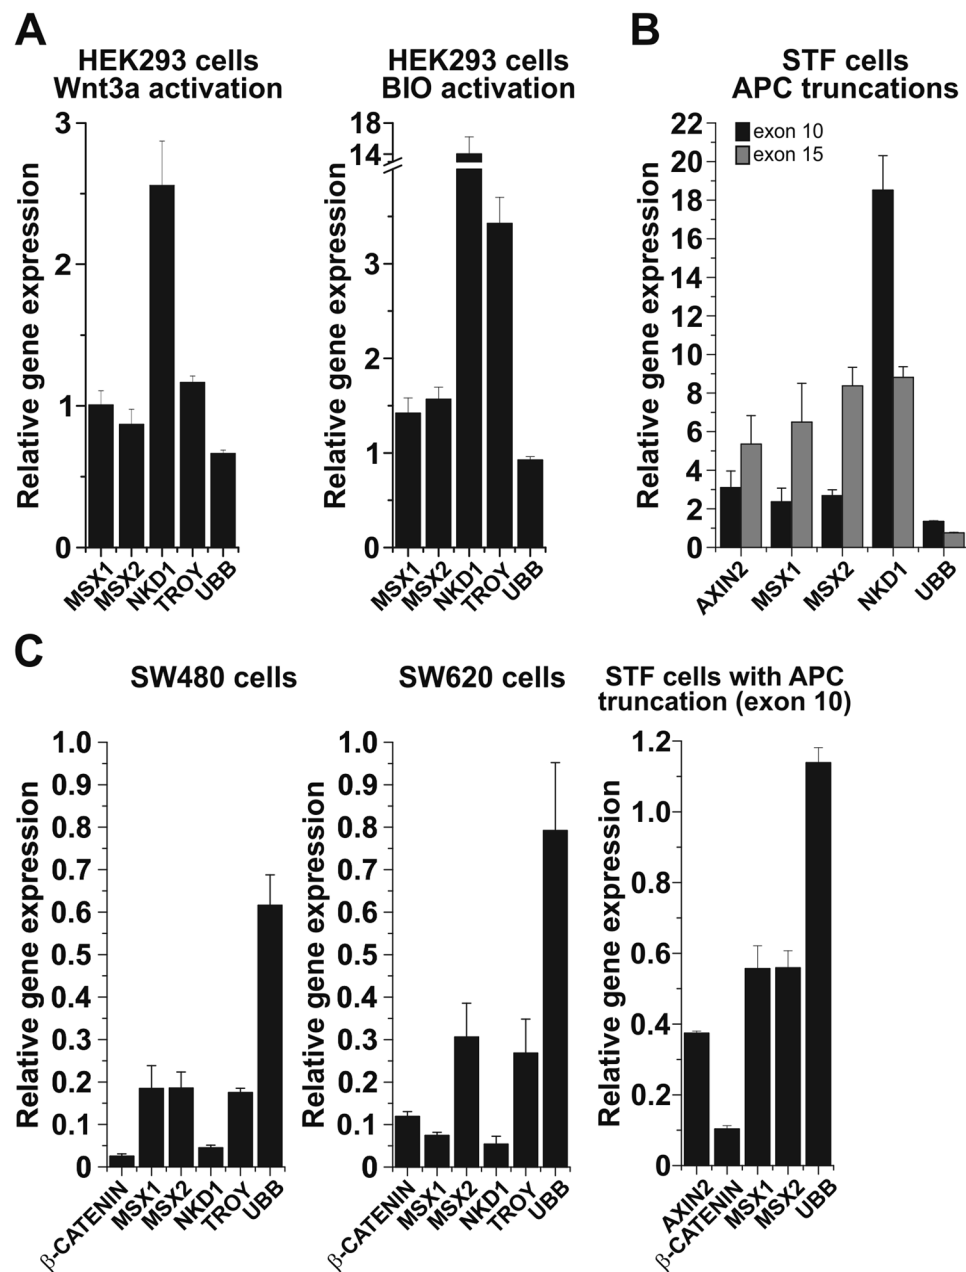 A
HEK293 cells
Wnt3a activation
Relative gene expression
3
2
1
0
MSX1
MSX2
NKD1
TROY
UBB
HEK293 cells
BIO activation
Relative gene expression
18
14
3
2
1
0
MSX1
MSX2
NKD1
TROY
UBB
B
STF cells
APC truncations
exon 10
exon 15
Relative gene expression
22
20
18
16
14
12
10
8
6
4
2
0
AXIN2
MSX1
MSX2
NKD1
UBB
C
SW480 cells
Relative gene expression
1.0
0.9
0.8
0.7
0.6
0.5
0.4
0.3
0.2
0.1
0
β-CATENIN
MSX1
MSX2
NKD1
TROY
UBB
SW620 cells
Relative gene expression
1.0
0.9
0.8
0.7
0.6
0.5
0.4
0.3
0.2
0.1
0
β-CATENIN
MSX1
MSX2
NKD1
TROY
UBB
STF cells with APC
truncation (exon 10)
Relative gene expression
1.2
1.0
0.8
0.6
0.4
0.2
0
AXIN2
β-CATENIN
MSX1
MSX2
UBB